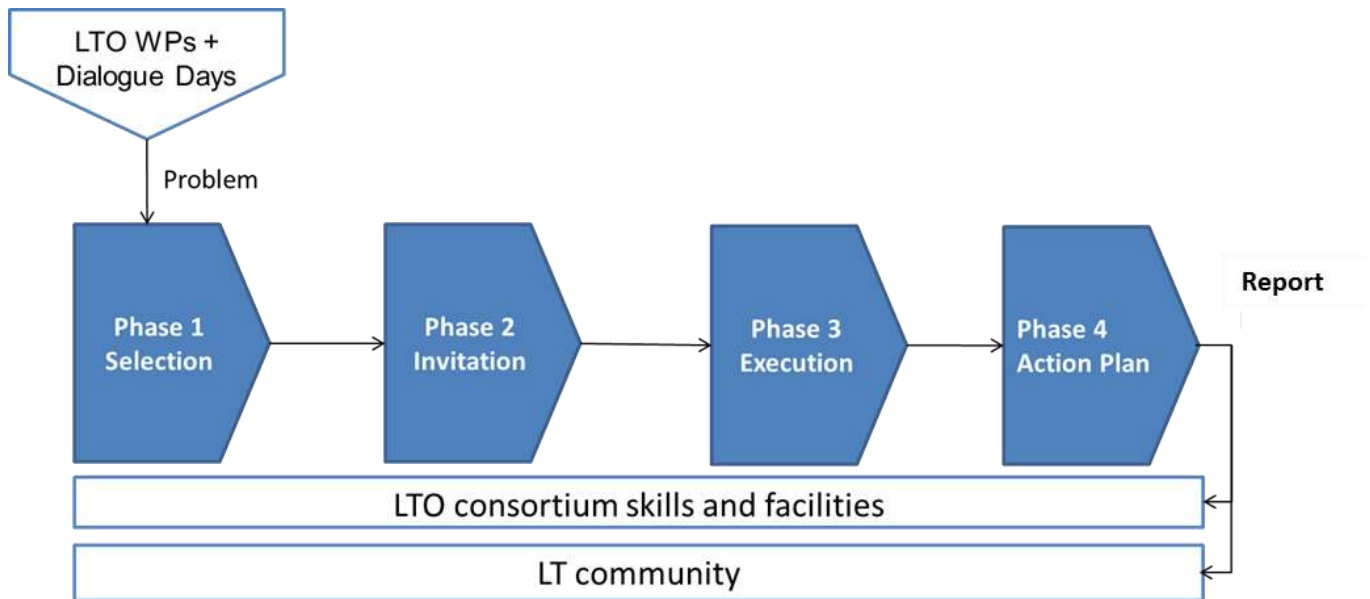 LTO WPs +
Dialogue Days
Problem
Report
Phase 1
Selection
Phase 2
Invitation
Phase 3
Execution
Phase 4
Action Plan
LTO consortium skills and facilities
LT community